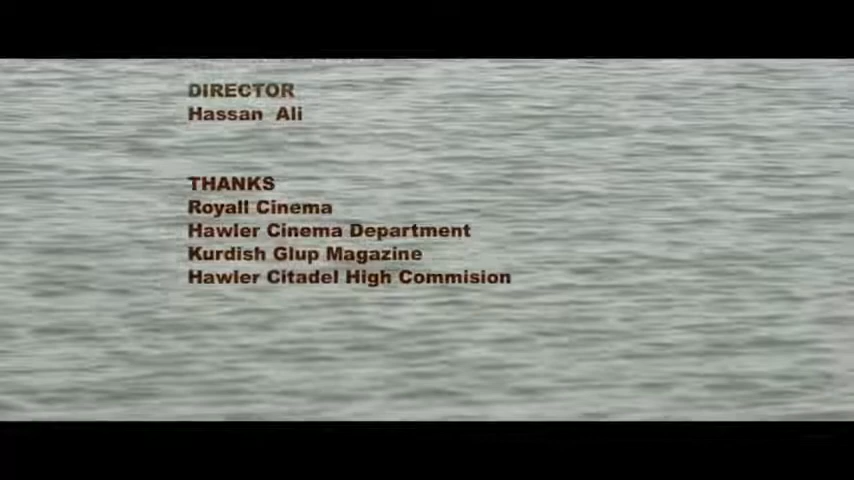 DIRECTOR
Hassan Ali
THANKS
Royall Cinema
Hawler Cinema Department
Kurdish Glup Magazine
Hawler Citadel High Commision